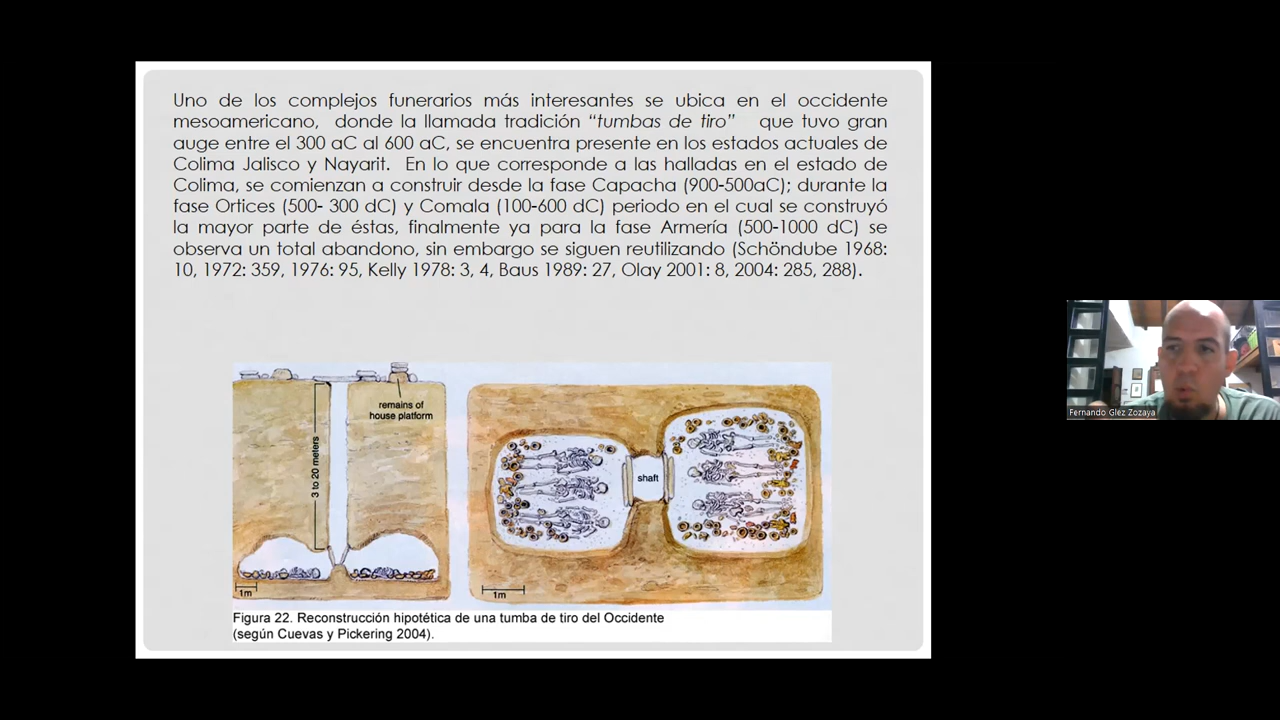 Uno de los complejos funerarios más interesantes se ubica en el occidente
mesoamericano, donde la llamada tradición “tumbas de tiro” que tuvo gran
auge entre el 300 aC al 600 aC, se encuentra presente en los estados actuales de
Colima Jalisco y Nayarit. En lo que corresponde a las halladas en el estado de
Colima, se comienzan a construir desde la fase Capacha (900-500aC); durante la
fase Ortices (500- 300 dC) y Comala (100-600 dC) periodo en el cual se construyó
la mayor parte de éstas, finalmente ya para la fase Armería (500-1000 dC) se
observa un total abandono, sin embargo se siguen reutilizando (Schöndube 1968:
10, 1972: 359, 1976: 95, Kelly 1978: 3, 4, Baus 1989: 27, Olay 2001: 8, 2004: 285, 288).
remains of
house platform
3 to 20 meters
1m
shaft
1m
Figura 22. Reconstrucción hipotética de una tumba de tiro del Occidente
(según Cuevas y Pickering 2004).
Fernando Glez Zozaya